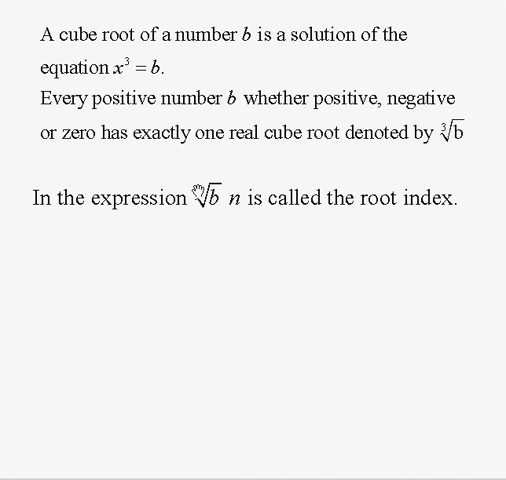 A cube root of a number b is a solution of the
equation x³ = b.
Every positive number b whether positive, negative
or zero has exactly one real cube root denoted by ∛b
In the expression √b n is called the root index.